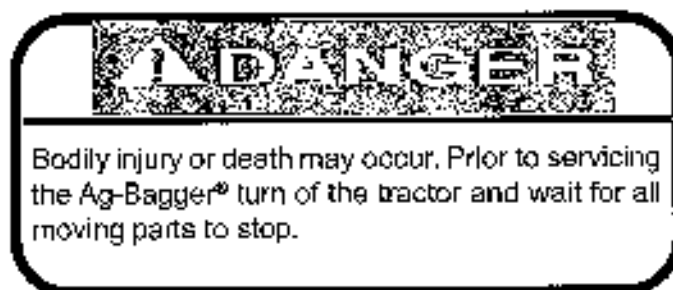 DANGER
Bodily injury or death may occur. Prior to servicing
the Ag-Bagger® turn of the tractor and wait for all
moving parts to stop.